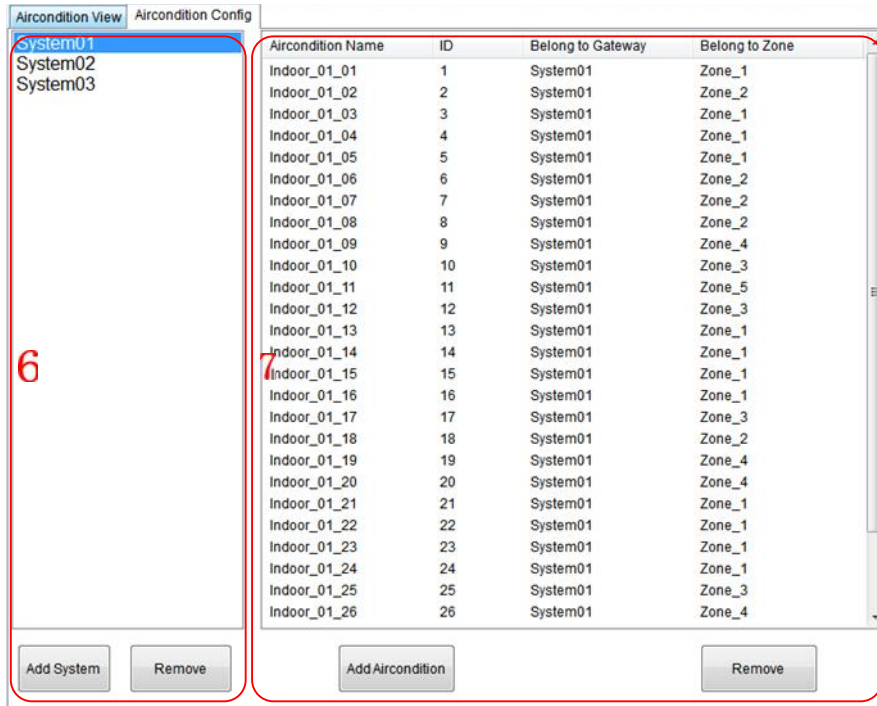 Aircondition View Aircondition Config
System01
System02
System03
6
Aircondition Name ID Belong to Gateway Belong to Zone
Indoor_01_01 1 System01 Zone_1
Indoor_01_02 2 System01 Zone_2
Indoor_01_03 3 System01 Zone_1
Indoor_01_04 4 System01 Zone_1
Indoor_01_05 5 System01 Zone_1
Indoor_01_06 6 System01 Zone_2
Indoor_01_07 7 System01 Zone_2
Indoor_01_08 8 System01 Zone_2
Indoor_01_09 9 System01 Zone_4
Indoor_01_10 10 System01 Zone_3
Indoor_01_11 11 System01 Zone_5
Indoor_01_12 12 System01 Zone_3
Indoor_01_13 13 System01 Zone_1
Indoor_01_14 14 System01 Zone_1
7
Indoor_01_15 15 System01 Zone_1
Indoor_01_16 16 System01 Zone_1
Indoor_01_17 17 System01 Zone_3
Indoor_01_18 18 System01 Zone_2
Indoor_01_19 19 System01 Zone_4
Indoor_01_20 20 System01 Zone_4
Indoor_01_21 21 System01 Zone_1
Indoor_01_22 22 System01 Zone_1
Indoor_01_23 23 System01 Zone_1
Indoor_01_24 24 System01 Zone_1
Indoor_01_25 25 System01 Zone_3
Indoor_01_26 26 System01 Zone_4
Add System Remove Add Aircondition Remove